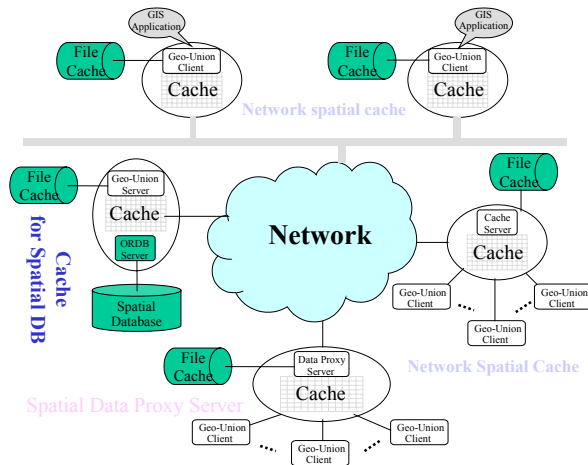 GIS
Application
GIS
Application
File
Cache
Geo-Union
Client
Cache
File
Cache
Geo-Union
Client
Cache
Network spatial cache
File
Cache
Geo-Union
Server
Cache
ORDB
Server
Spatial
Database
Cache
for Spatial DB
Network
File
Cache
Cache
Server
Cache
Geo-Union
Client
Geo-Union
Client
Geo-Union
Client
Network Spatial Cache
File
Cache
Data Proxy
Server
Cache
Spatial Data Proxy Server
Geo-Union
Client
Geo-Union
Client
Geo-Union
Client